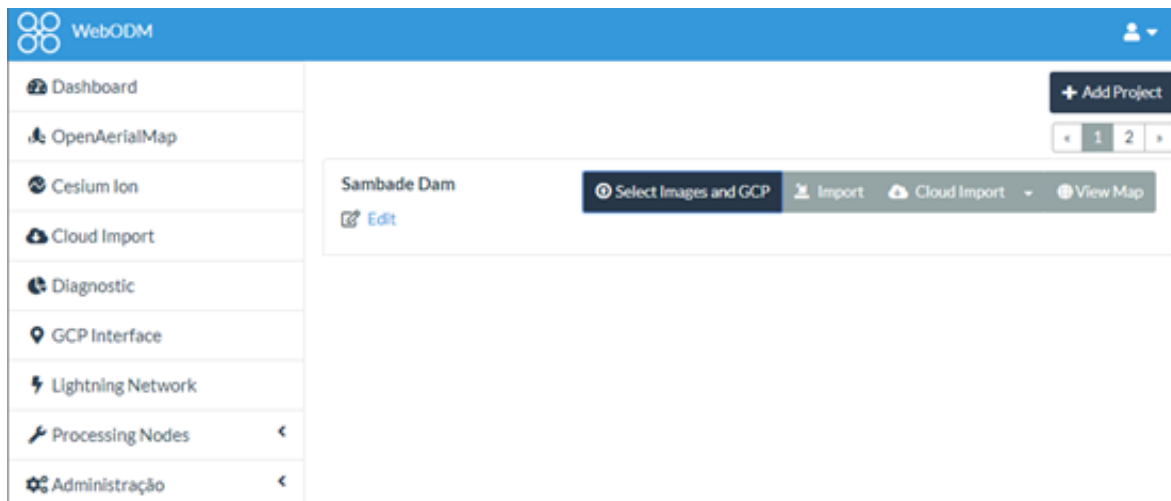 WebODM
Dashboard
OpenAerialMap
Cesium Ion
Cloud Import
Diagnostic
GCP Interface
Lightning Network
Processing Nodes
Administração
+ Add Project
« 1 2 »
Sambade Dam
Edit
Select Images and GCP
Import
Cloud Import
View Map